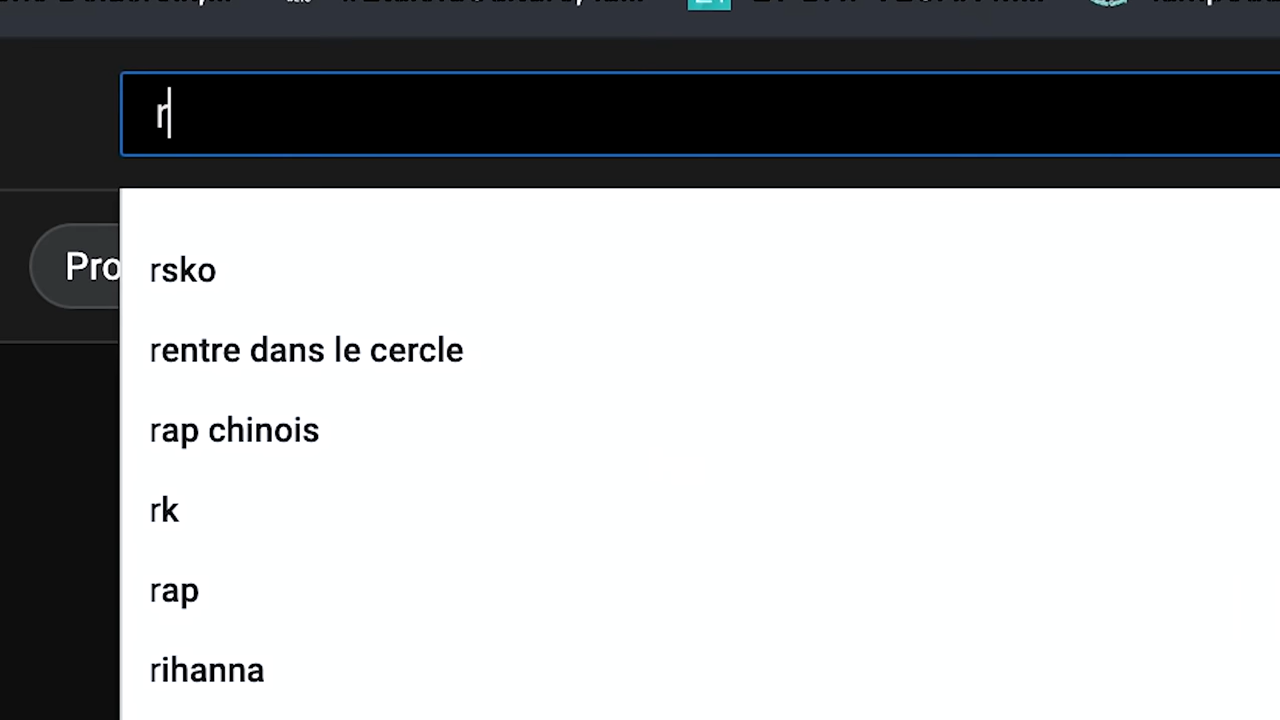 r
Pro
rsko
rentre dans le cercle
rap chinois
rk
rap
rihanna